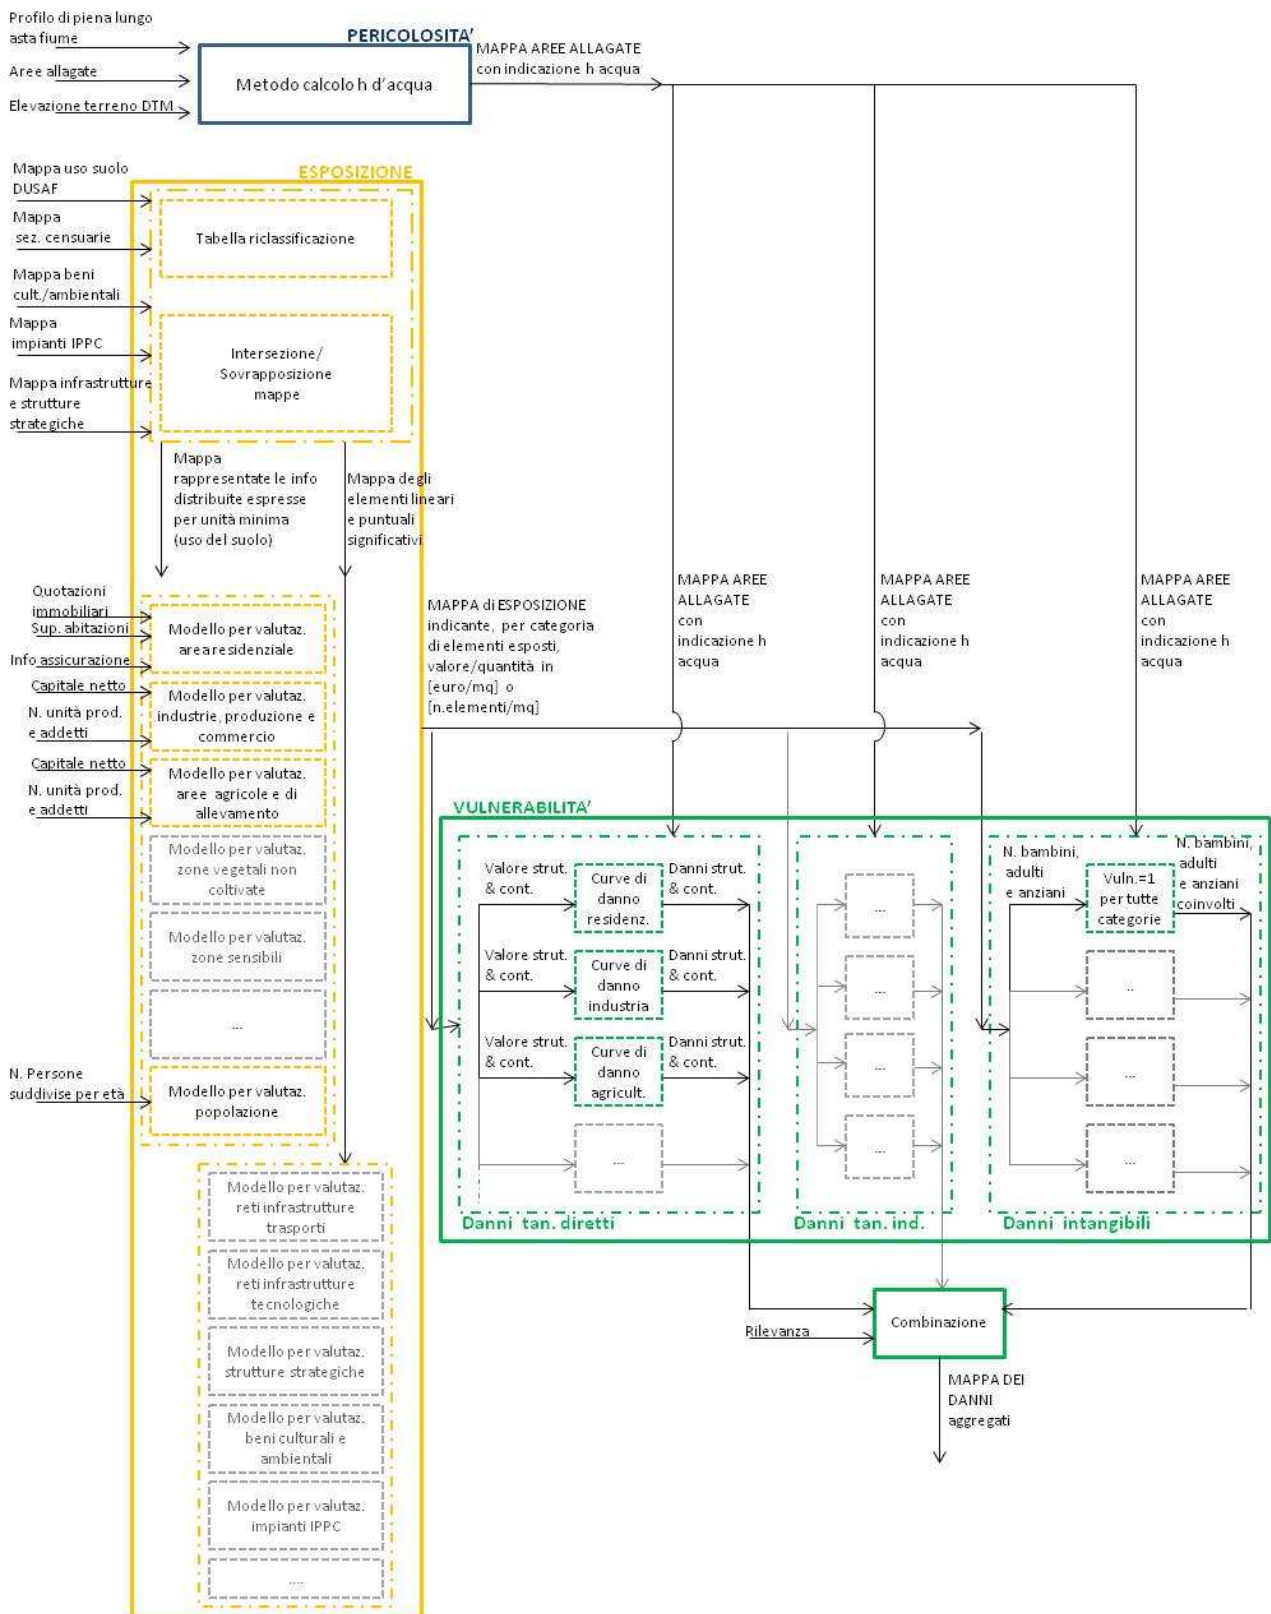 Profilo di piena lungo
asta fiume
Aree allagate
Elevazione terreno DTM
PERICOLOSITA'
Metodo calcolo h d'acqua
MAPPA AREE ALLAGATE
con indicazione h acqua
ESPOSIZIONE
Mappa uso suolo
DUSAF
Mappa
sez. censuarie
Mappa beni
cult./ambientali
Mappa
impianti IPPC
Mappa infrastrutture
e strutture
strategiche
Tabella riclassificazione
Intersezione/
Sovrapposizione
mappe
Mappa
rappresentate le info
distribuite espresse
per unità minima
(uso del suolo)
Mappa degli
elementi lineari
e puntuali
significativi
Quotazioni
immobiliari
Sup. abitazioni
Info assicurazione
Capitale netto
N. unità prod.
e addetti
Capitale netto
N. unità prod.
e addetti
N. Persone
suddivise per età
Modello per valutaz.
area residenziale
Modello per valutaz.
industrie, produzione e
commercio
Modello per valutaz.
aree agricole e di
allevamento
Modello per valutaz.
zone vegetali non
coltivate
Modello per valutaz.
zone sensibili
...
Modello per valutaz.
popolazione
Modello per valutaz.
reti infrastrutture
trasporti
Modello per valutaz.
reti infrastrutture
tecnologiche
Modello per valutaz.
strutture strategiche
Modello per valutaz.
beni culturali e
ambientali
Modello per valutaz.
impianti IPPC
....
MAPPA di ESPOSIZIONE
indicante, per categoria
di elementi esposti,
valore/quantità in
[euro/mq] o
[n.elementi/mq]
MAPPA AREE
ALLAGATE
con
indicazione h
acqua
MAPPA AREE
ALLAGATE
con
indicazione h
acqua
MAPPA AREE
ALLAGATE
con
indicazione h
acqua
VULNERABILITA'
Valore strut.
& cont.
Curve di
danno
residenz.
Danni strut.
& cont.
Valore strut.
& cont.
Curve di
danno
industria
Danni strut.
& cont.
Valore strut.
& cont.
Curve di
danno
agricult.
Danni strut.
& cont.
...
Danni tan. diretti
...
...
...
...
Danni tan. ind.
N. bambini,
adulti
e anziani
Vuln.=1
per tutte
categorie
N. bambini,
adulti
e anziani
coinvolti
..
...
...
Danni intangibili
Rilevanza
Combinazione
MAPPA DEI
DANNI
aggregati